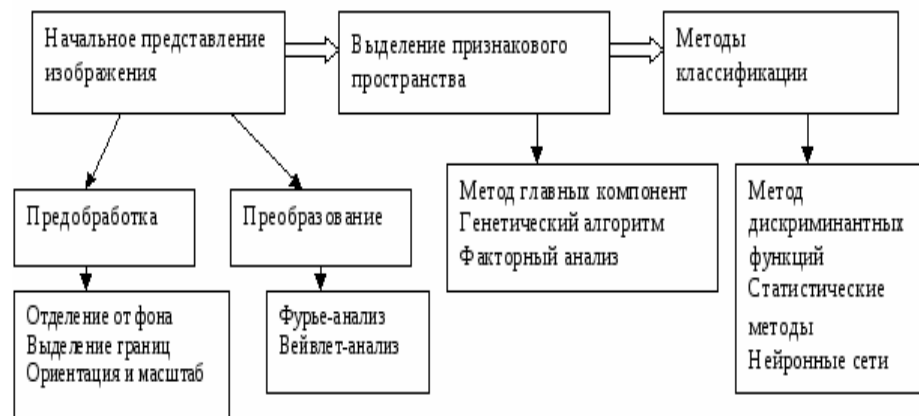 Начальное представление
изображения
Выделение признакового
пространства
Методы
классификации
Предобработка
Преобразование
Метод главных компонент
Генетический алгоритм
Факторный анализ
Метод
дискриминантных
функций
Статистические
методы
Нейронные сети
Отделение от фона
Выделение границ
Ориентация и масштаб
Фурье-анализ
Вейвлет-анализ